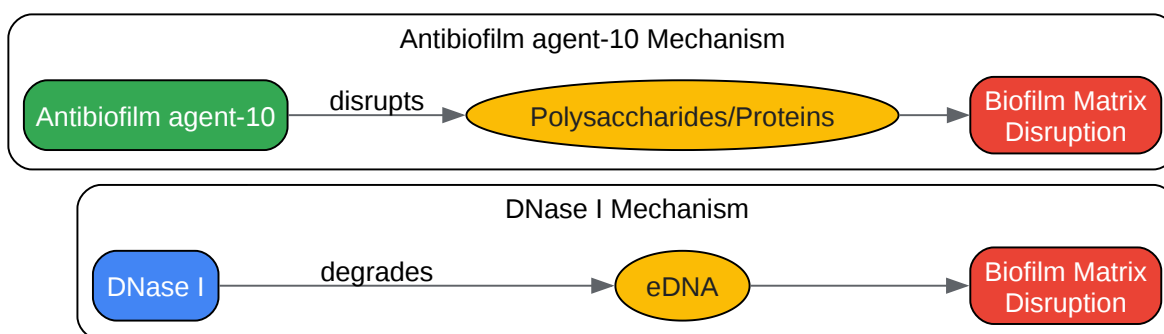 Antibiofilm agent-10 Mechanism
Antibiofilm agent-10
disrupts
Polysaccharides/Proteins
Biofilm Matrix
Disruption
DNase I Mechanism
DNase I
degrades
eDNA
Biofilm Matrix
Disruption